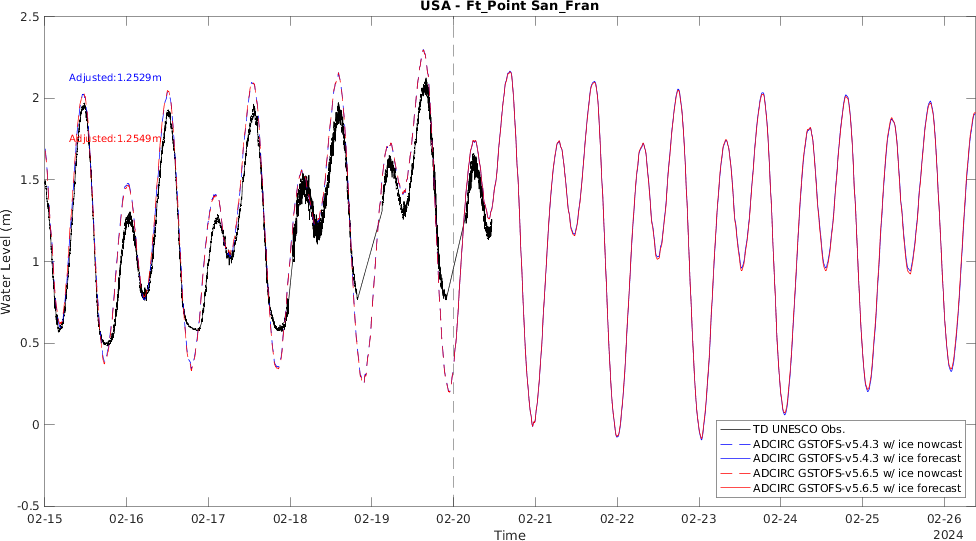 USA - Ft_Point San_Fran
2.5
2
1.5
1
0.5
0
-0.5
Water Level (m)
Adjusted:1.2529m
Adjusted:1.2549m
TD UNESCO Obs.
ADCIRC GSTOFS-v5.4.3 w/ ice nowcast
ADCIRC GSTOFS-v5.4.3 w/ ice forecast
ADCIRC GSTOFS-v5.6.5 w/ ice nowcast
ADCIRC GSTOFS-v5.6.5 w/ ice forecast
02-15 02-16 02-17 02-18 02-19 02-20 02-21 02-22 02-23 02-24 02-25 02-26
Time
2024